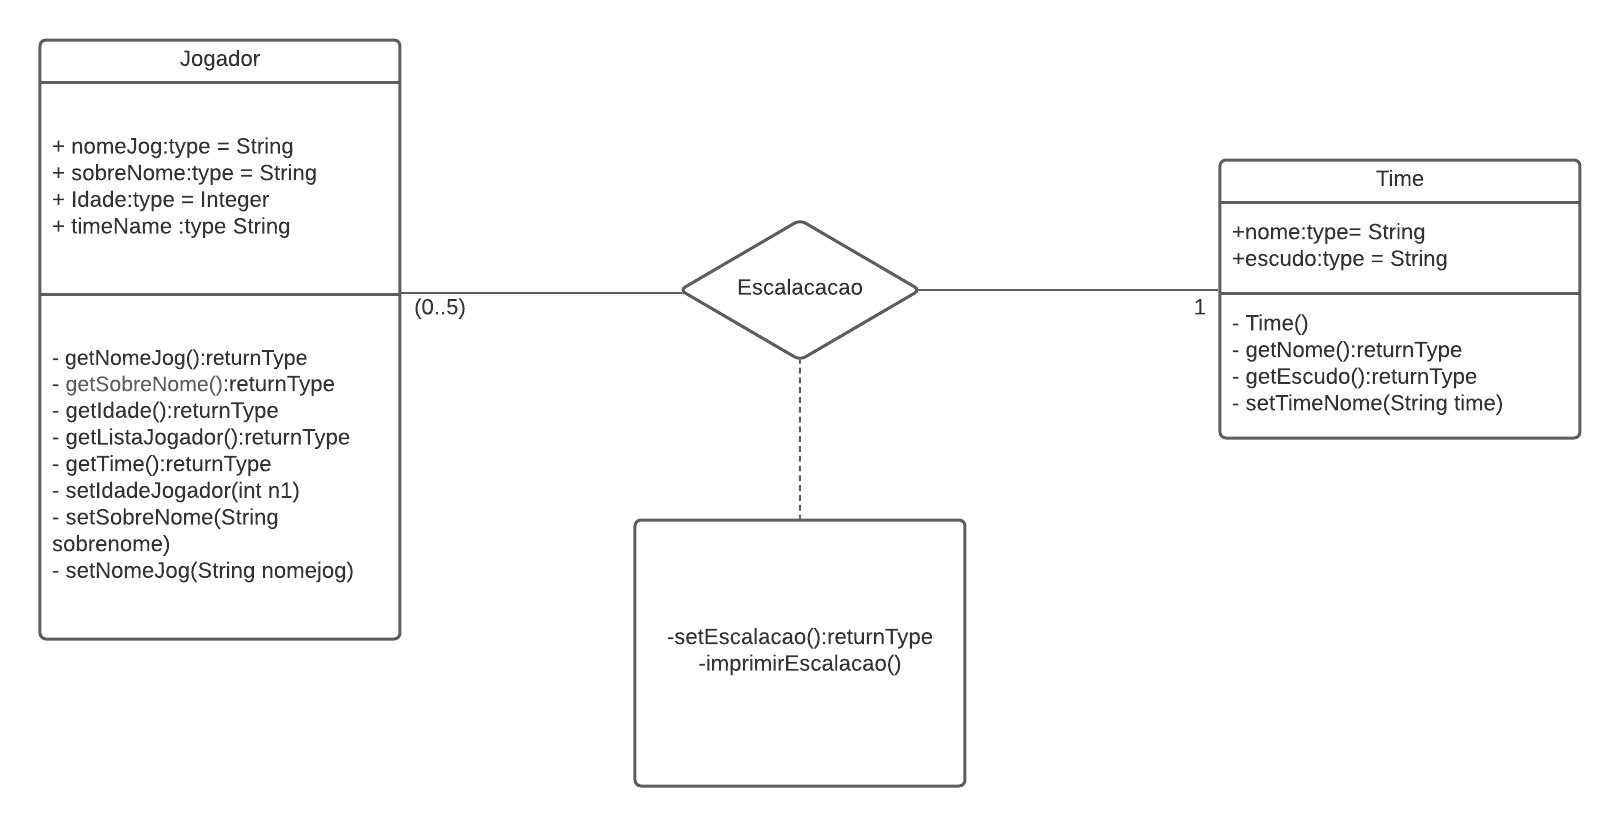 Jogador
+ nomeJog:type = String
+ sobreNome:type = String
+ Idade:type = Integer
+ timeName :type String
- getNomeJog():returnType
- getSobreNome():returnType
- getIdade():returnType
- getListaJogador():returnType
- getTime():returnType
- setIdadeJogador(int n1)
- setSobreNome(String
sobrenome)
- setNomeJog(String nomejog)
(0..5)
Escalacacao
1
-setEscalacao():returnType
-imprimirEscalacao()
Time
+nome:type= String
+escudo:type = String
- Time()
- getNome():returnType
- getEscudo():returnType
- setTimeNome(String time)